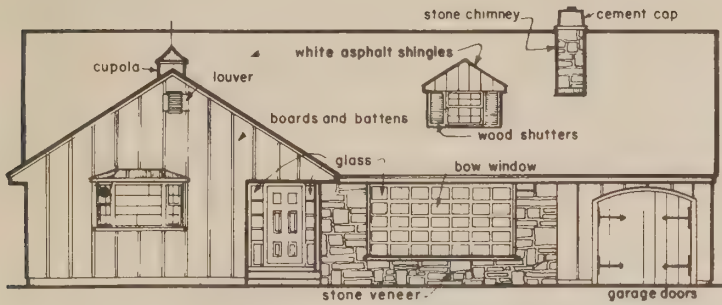 stone chimney
cement cap
white asphalt shingles
cupola
louver
boards and battens
wood shutters
glass
bow window
stone veneer
garage doors